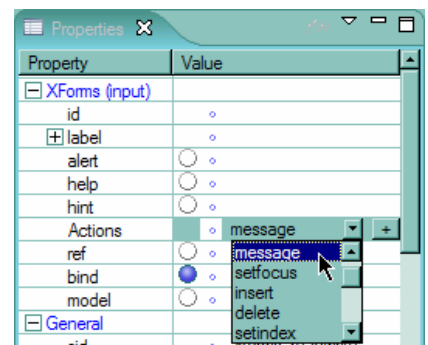 Properties
Property Value
XForms (input)
id
label
alert
help
hint
Actions message
ref message
bind setfocus
model insert
delete
General setindex